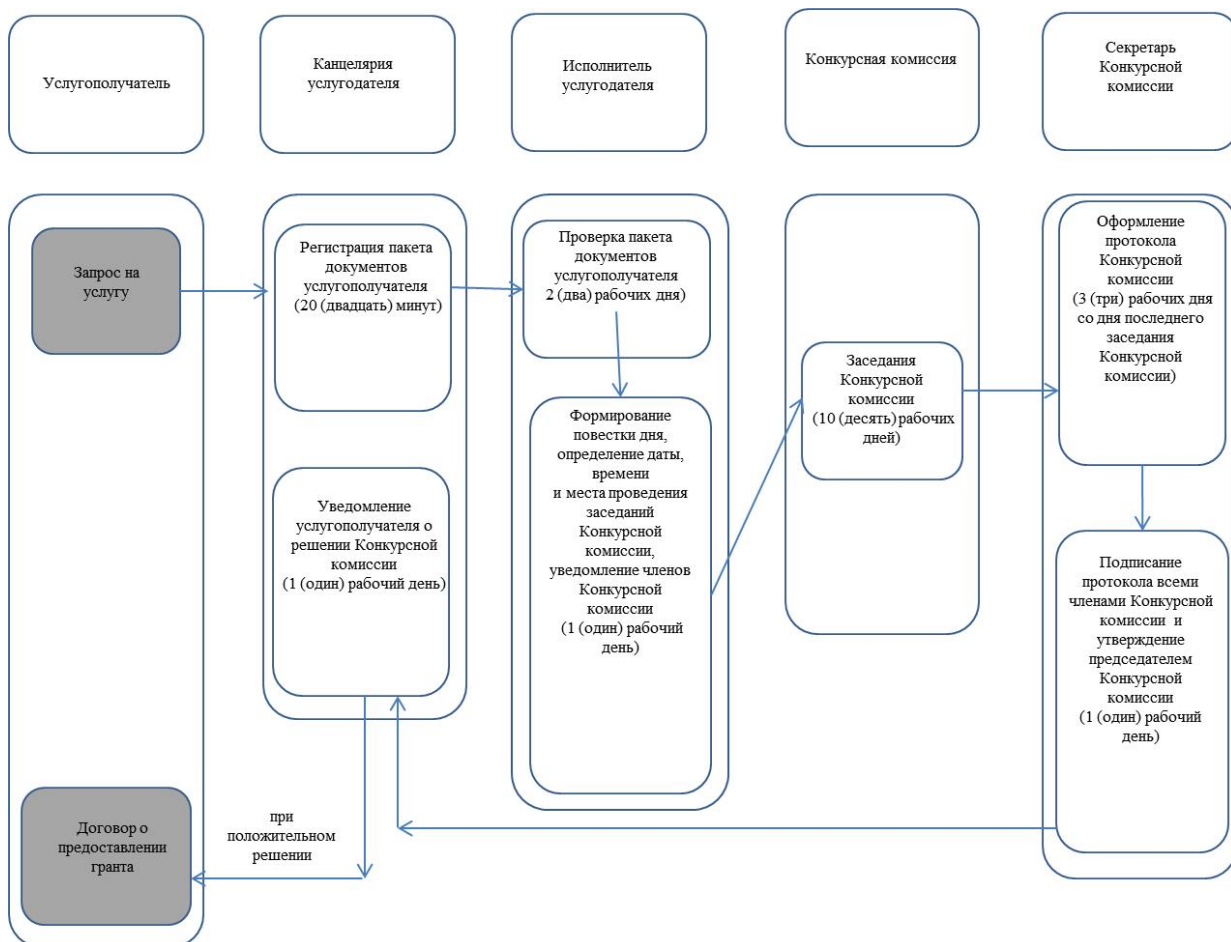 Услугополучатель
Канцелярия
услугодателя
Исполнитель
услугодателя
Конкурсная комиссия
Секретарь
Конкурсной
комиссии
Запрос на
услугу
Регистрация пакета
документов
услугополучателя
(20 (двадцать) минут)
Проверка пакета
документов
услугополучателя
2 (два) рабочих дня)
Формирование
повестки дня,
определение даты,
времени
и места проведения
заседаний
Конкурсной
комиссии,
уведомление членов
Конкурсной
комиссии
(1 (один) рабочий
день)
Заседания
Конкурсной
комиссии
(10 (десять) рабочих
дней)
Оформление
протокола
Конкурсной
комиссии
(3 (три) рабочих дня
со дня последнего
заседания
Конкурсной
комиссии)
Подписание
протокола всеми
членами Конкурсной
комиссии и
утверждение
председателем
Конкурсной
комиссии
(1 (один) рабочий
день)
Уведомление
услугополучателя о
решении Конкурсной
комиссии
(1 (один) рабочий день)
при
положительном
решении
Договор о
предоставлении
гранта